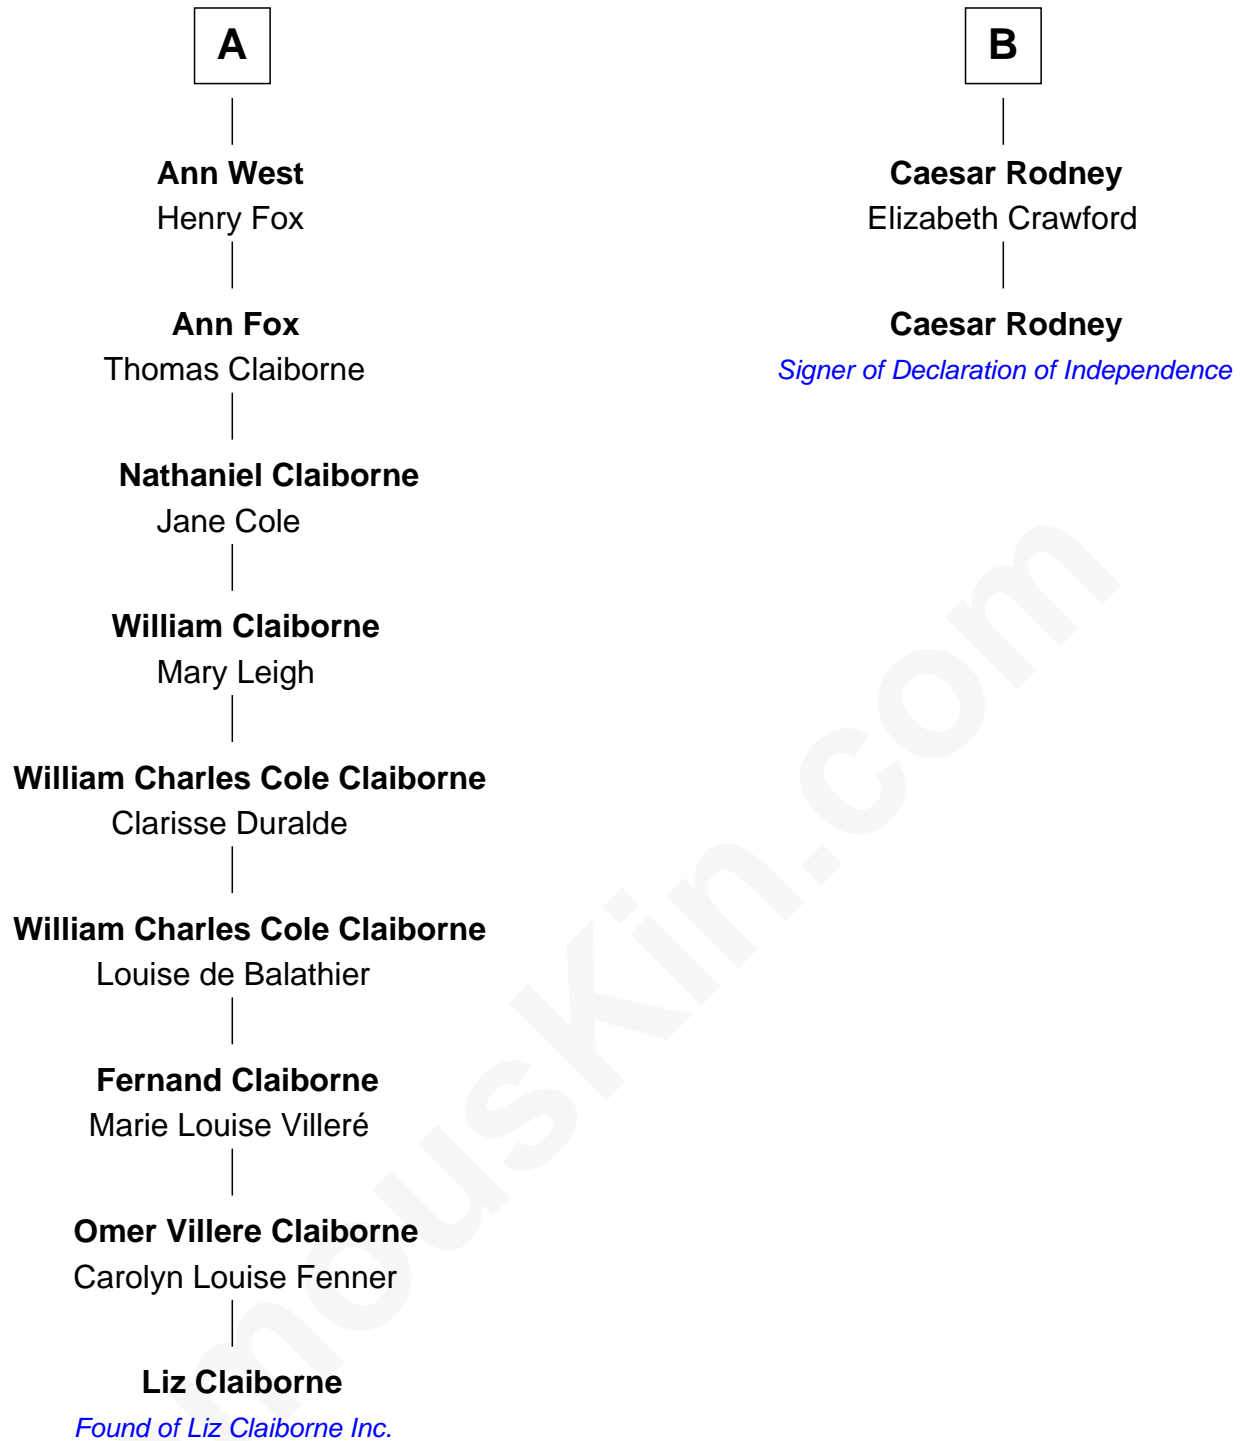 A
Ann West
Henry Fox
Ann Fox
Thomas Claiborne
Nathaniel Claiborne
Jane Cole
William Claiborne
Mary Leigh
William Charles Cole Claiborne
Clarisse Duralde
William Charles Cole Claiborne
Louise de Balathier
Fernand Claiborne
Marie Louise Villeré
Omer Villere Claiborne
Carolyn Louise Fenner
Liz Claiborne
Found of Liz Claiborne Inc.
B
Caesar Rodney
Elizabeth Crawford
Caesar Rodney
Signer of Declaration of Independence
mousKin.com